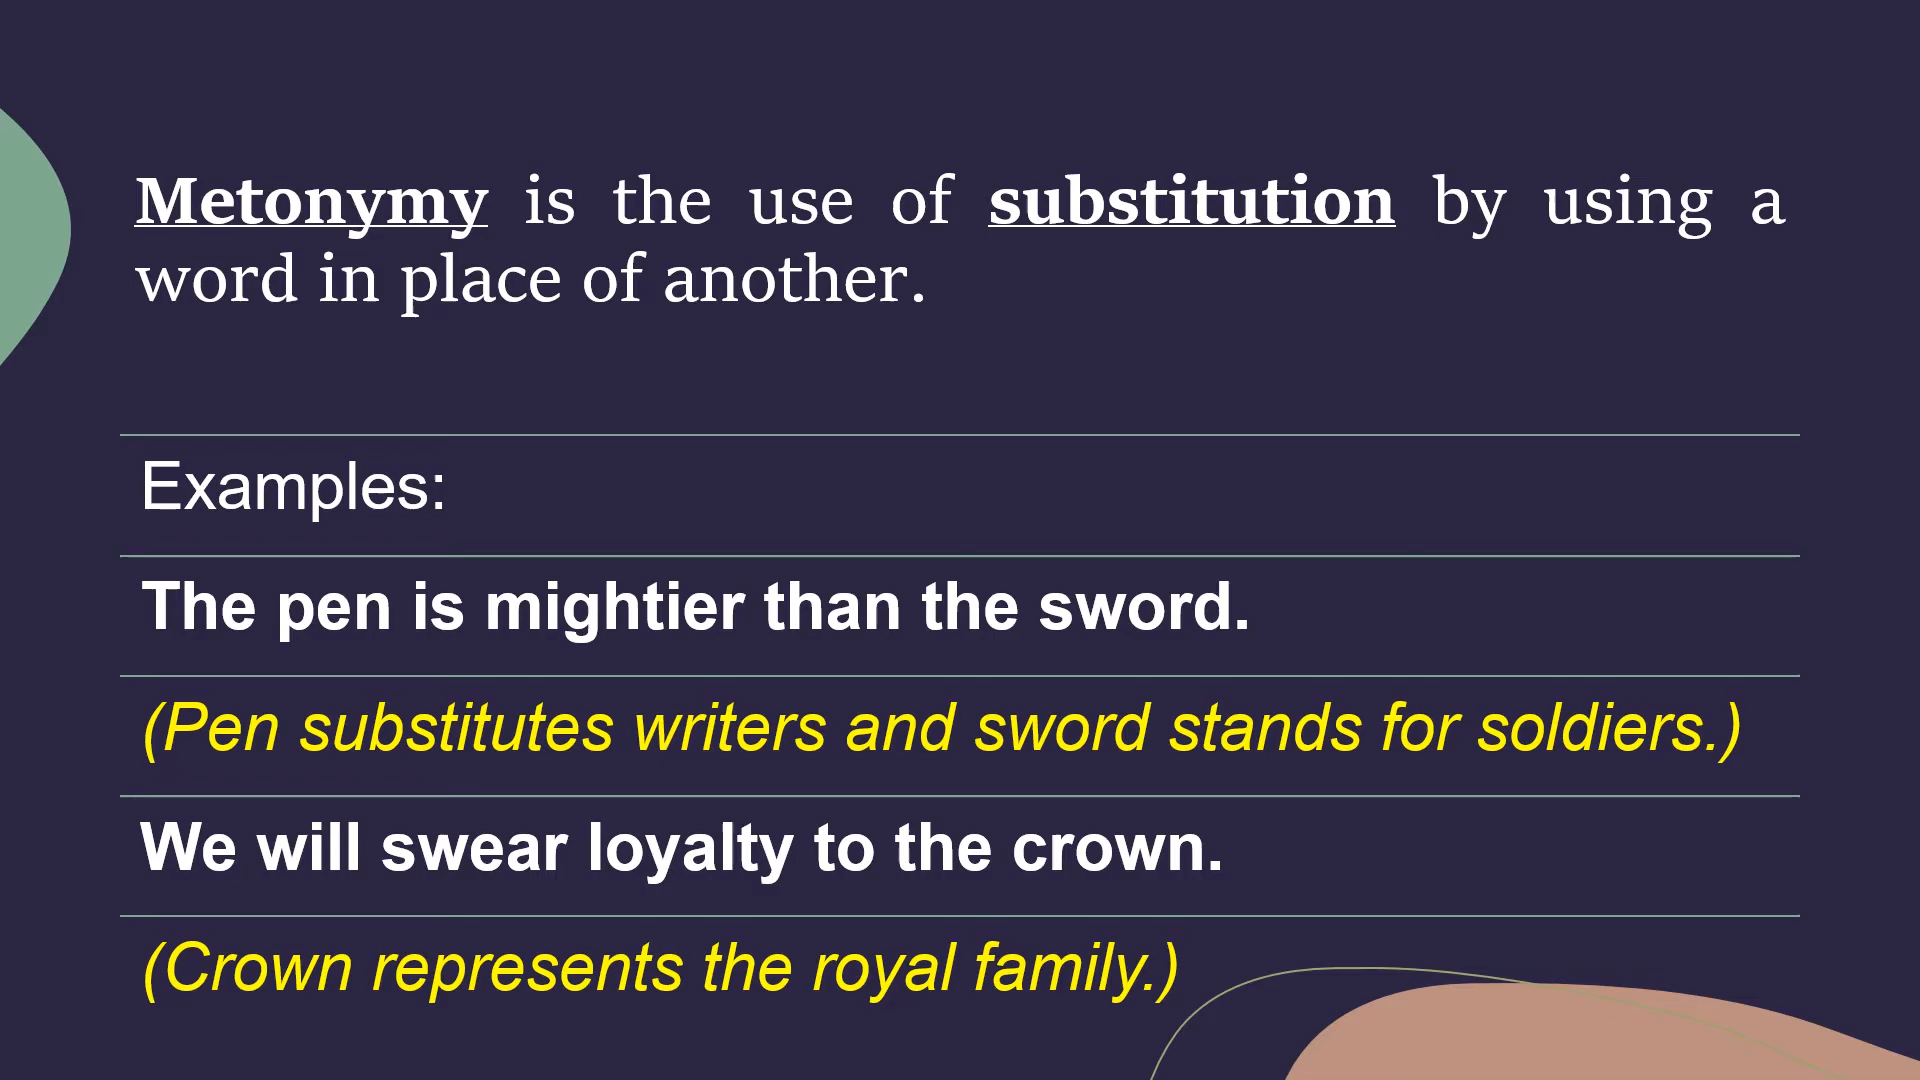 Metonymy is the use of substitution by using a
word in place of another.
Examples:
The pen is mightier than the sword.
(Pen substitutes writers and sword stands for soldiers.)
We will swear loyalty to the crown.
(Crown represents the royal family.)